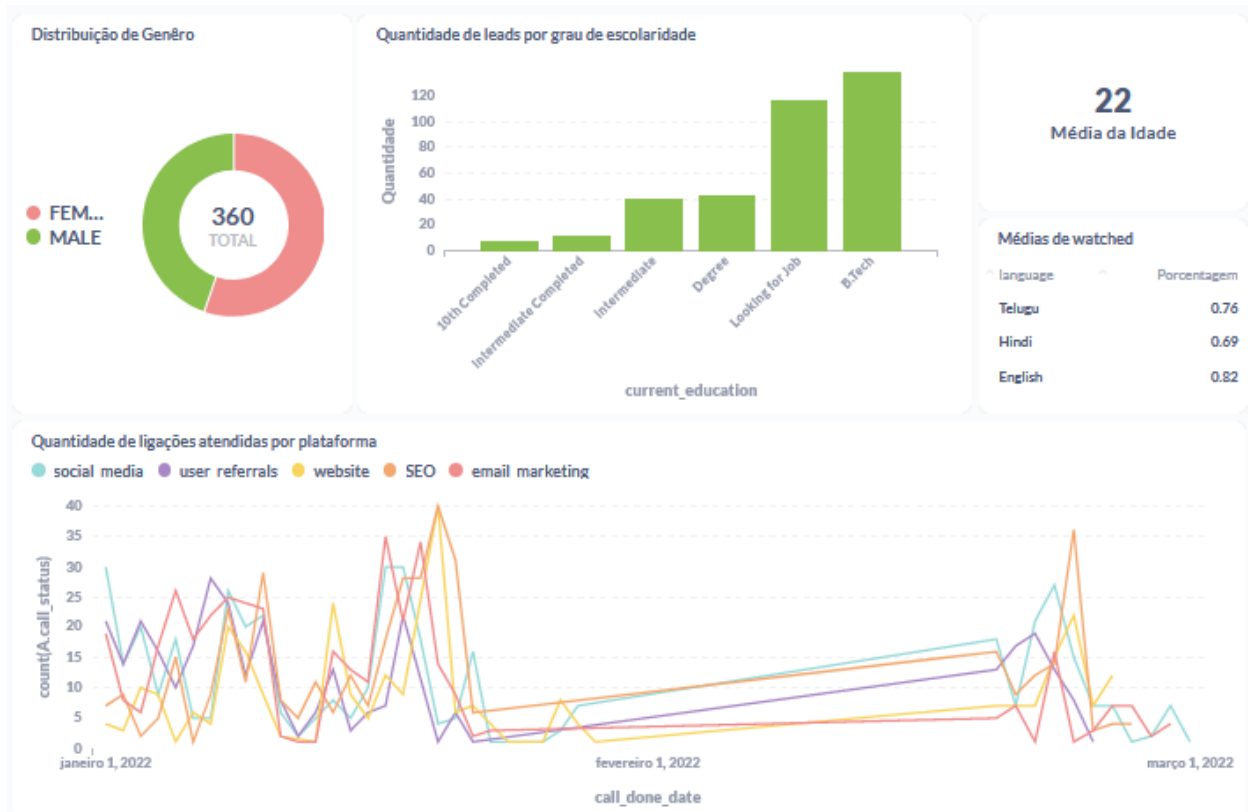 Distribuição de Genêro
FEM...
MALE
360
TOTAL
Quantidade de leads por grau de escolaridade
Quantidade
120
100
80
60
40
20
0
10th Completed
Intermediate Completed
Intermediate
Degree
Looking for Job
B.Tech
current_education
22
Média da Idade
Médias de watched
language Porcentagem
Telugu 0.76
Hindi 0.69
English 0.82
Quantidade de ligações atendidas por plataforma
social media user referrals website SEO email marketing
count(A.call_status)
40
35
30
25
20
15
10
5
0
janeiro 1, 2022 fevereiro 1, 2022 março 1, 2022
call_done_date